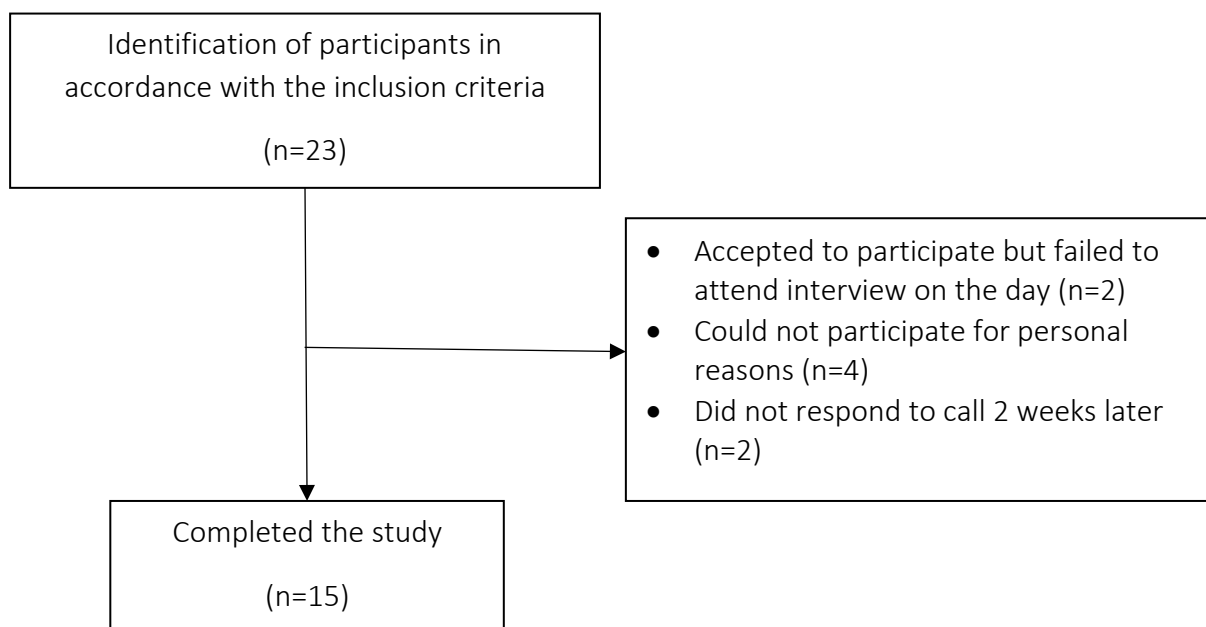 Identification of participants in
accordance with the inclusion criteria
(n=23)
• Accepted to participate but failed to
attend interview on the day (n=2)
• Could not participate for personal
reasons (n=4)
• Did not respond to call 2 weeks later
(n=2)
Completed the study
(n=15)